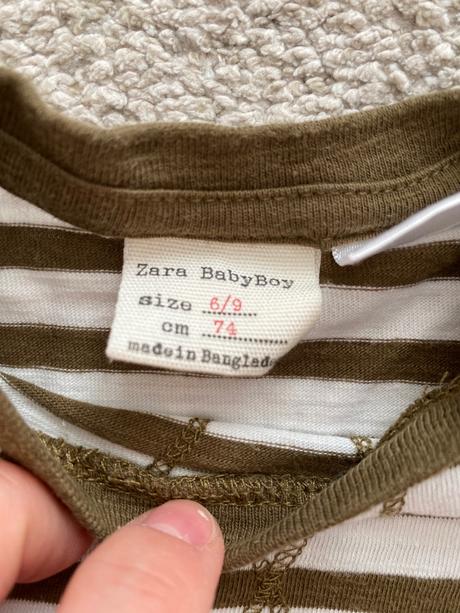 Zara BabyBoy
size 6/9
cm 74
made in Banglad